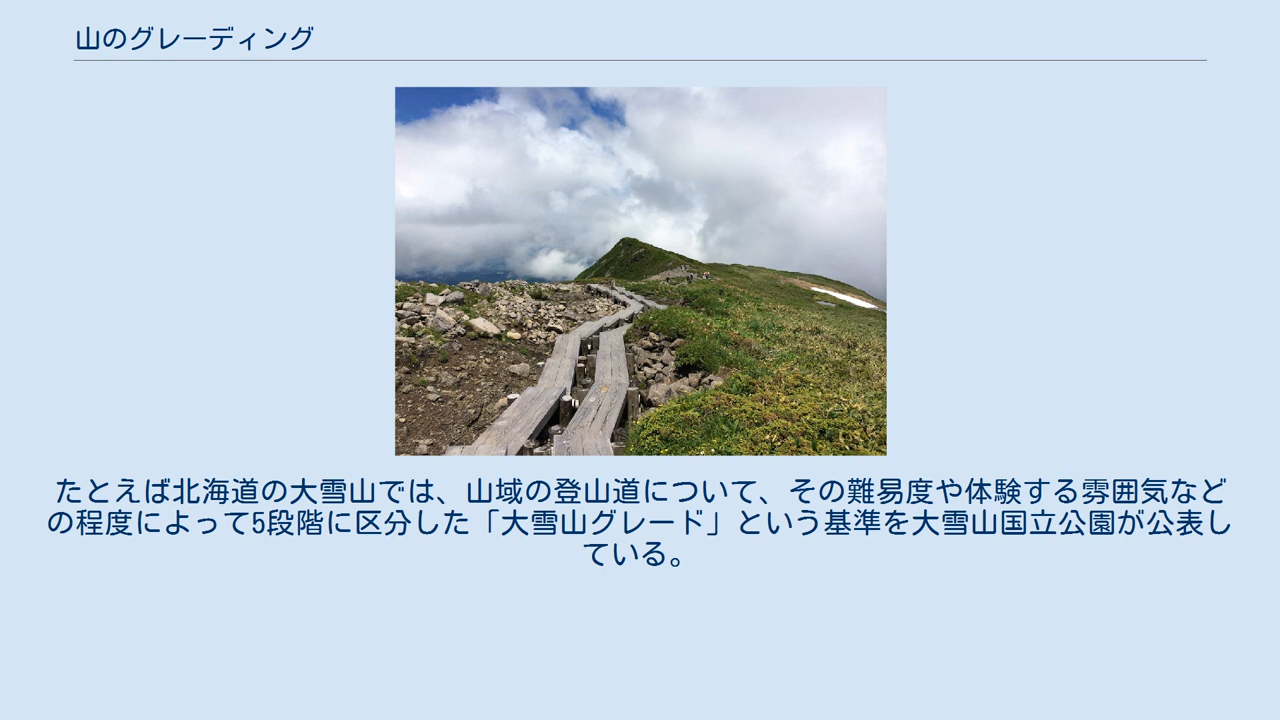 山のグレーディング
たとえば北海道の大雪山では、山域の登山道について、その難易度や体験する雰囲気など
の程度によって5段階に区分した「大雪山グレード」という基準を大雪山国立公園が公表し
ている。